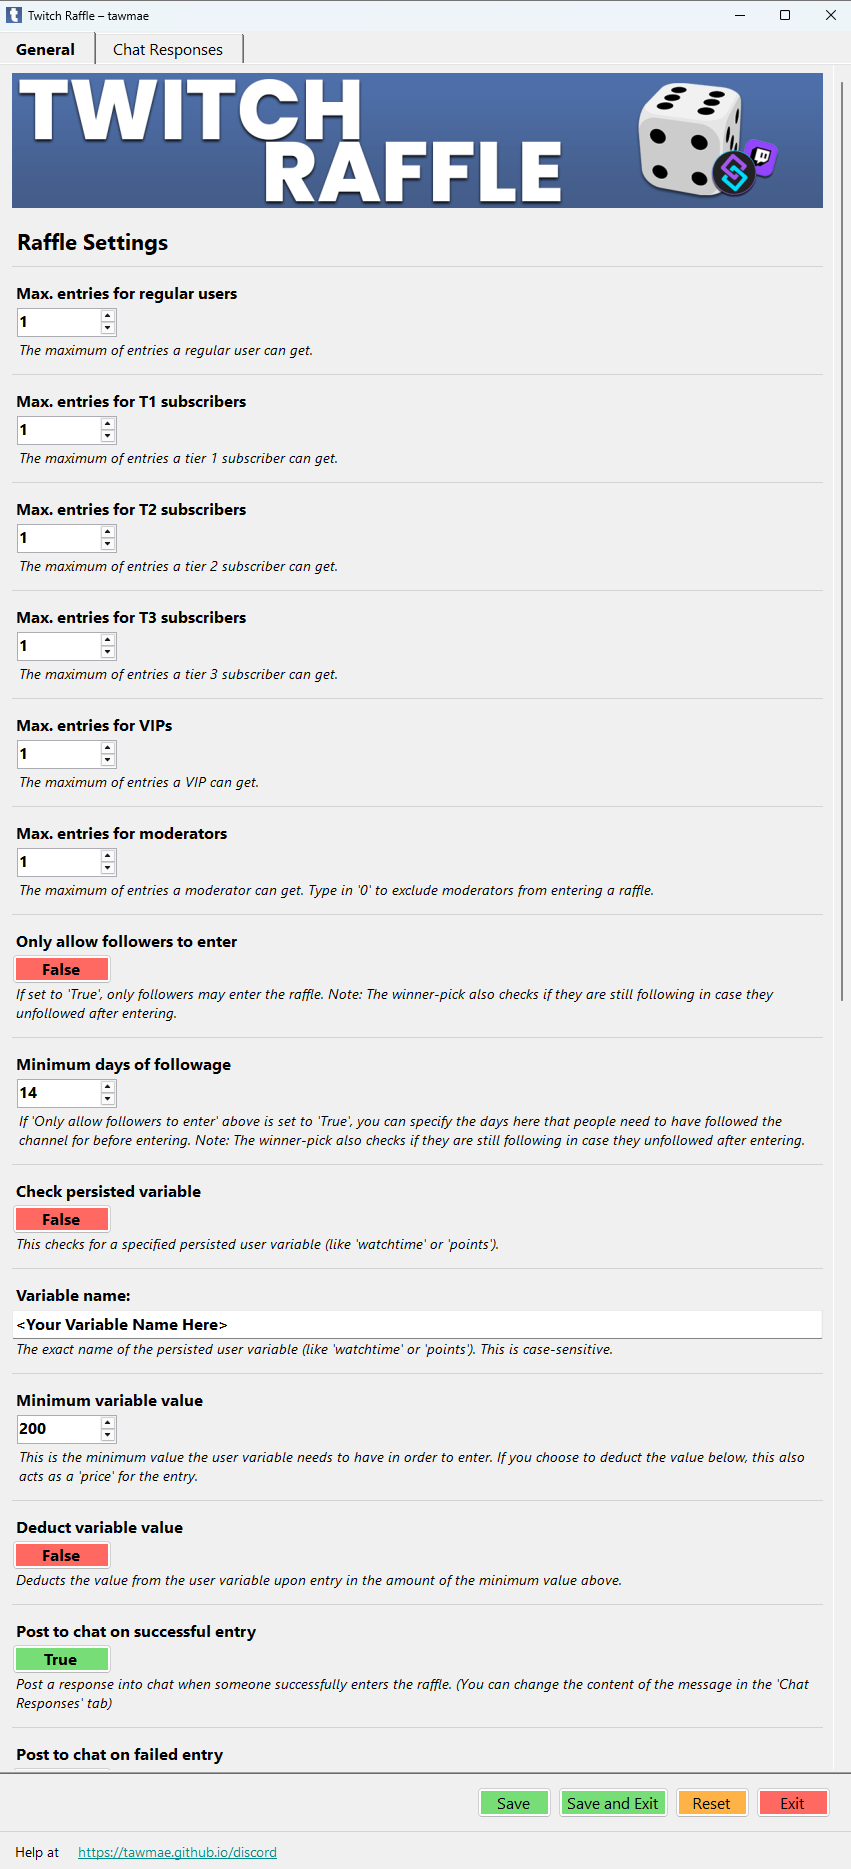 Twitch Raffle – tawmae
General
Chat Responses
TWITCH
RAFFLE
Raffle Settings
Max. entries for regular users
1
The maximum of entries a regular user can get.
Max. entries for T1 subscribers
1
The maximum of entries a tier 1 subscriber can get.
Max. entries for T2 subscribers
1
The maximum of entries a tier 2 subscriber can get.
Max. entries for T3 subscribers
1
The maximum of entries a tier 3 subscriber can get.
Max. entries for VIPs
1
The maximum of entries a VIP can get.
Max. entries for moderators
1
The maximum of entries a moderator can get. Type in '0' to exclude moderators from entering a raffle.
Only allow followers to enter
False
If set to 'True', only followers may enter the raffle. Note: The winner-pick also checks if they are still following in case they
unfollowed after entering.
Minimum days of followage
14
If 'Only allow followers to enter' above is set to 'True', you can specify the days here that people need to have followed the
channel for before entering. Note: The winner-pick also checks if they are still following in case they unfollowed after entering.
Check persisted variable
False
This checks for a specified persisted user variable (like 'watchtime' or 'points').
Variable name:
<Your Variable Name Here>
The exact name of the persisted user variable (like 'watchtime' or 'points'). This is case-sensitive.
Minimum variable value
200
This is the minimum value the user variable needs to have in order to enter. If you choose to deduct the value below, this also
acts as a 'price' for the entry.
Deduct variable value
False
Deducts the value from the user variable upon entry in the amount of the minimum value above.
Post to chat on successful entry
True
Post a response into chat when someone successfully enters the raffle. (You can change the content of the message in the 'Chat
Responses' tab)
Post to chat on failed entry
Save
Save and Exit
Reset
Exit
Help at
https://tawmae.github.io/discord